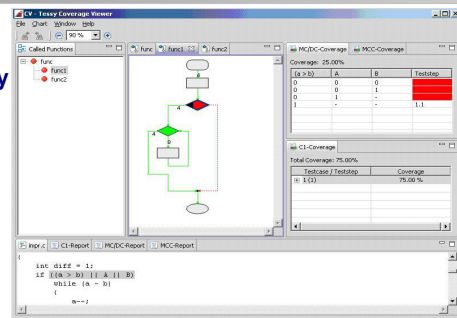 CV - Tessy Coverage Viewer
File Chart Window Help
90 %
y
Called Functions
func
func1
func2
func
func1
func2
4
4
0
MC/DC-Coverage
MCC-Coverage
Coverage: 25.00%
(a > b) A B Teststep
0 0 0
0 0 1
0 1 -
1 - - 1.1
C1-Coverage
Total Coverage: 75.00%
Testcase / Teststep Coverage
1 (1) 75.00 %
impr.c C1-Report MC/DC-Report MCC-Report
{
int diff = 1;
if ((a > b) || A || B)
while (a - b)
{
a--;